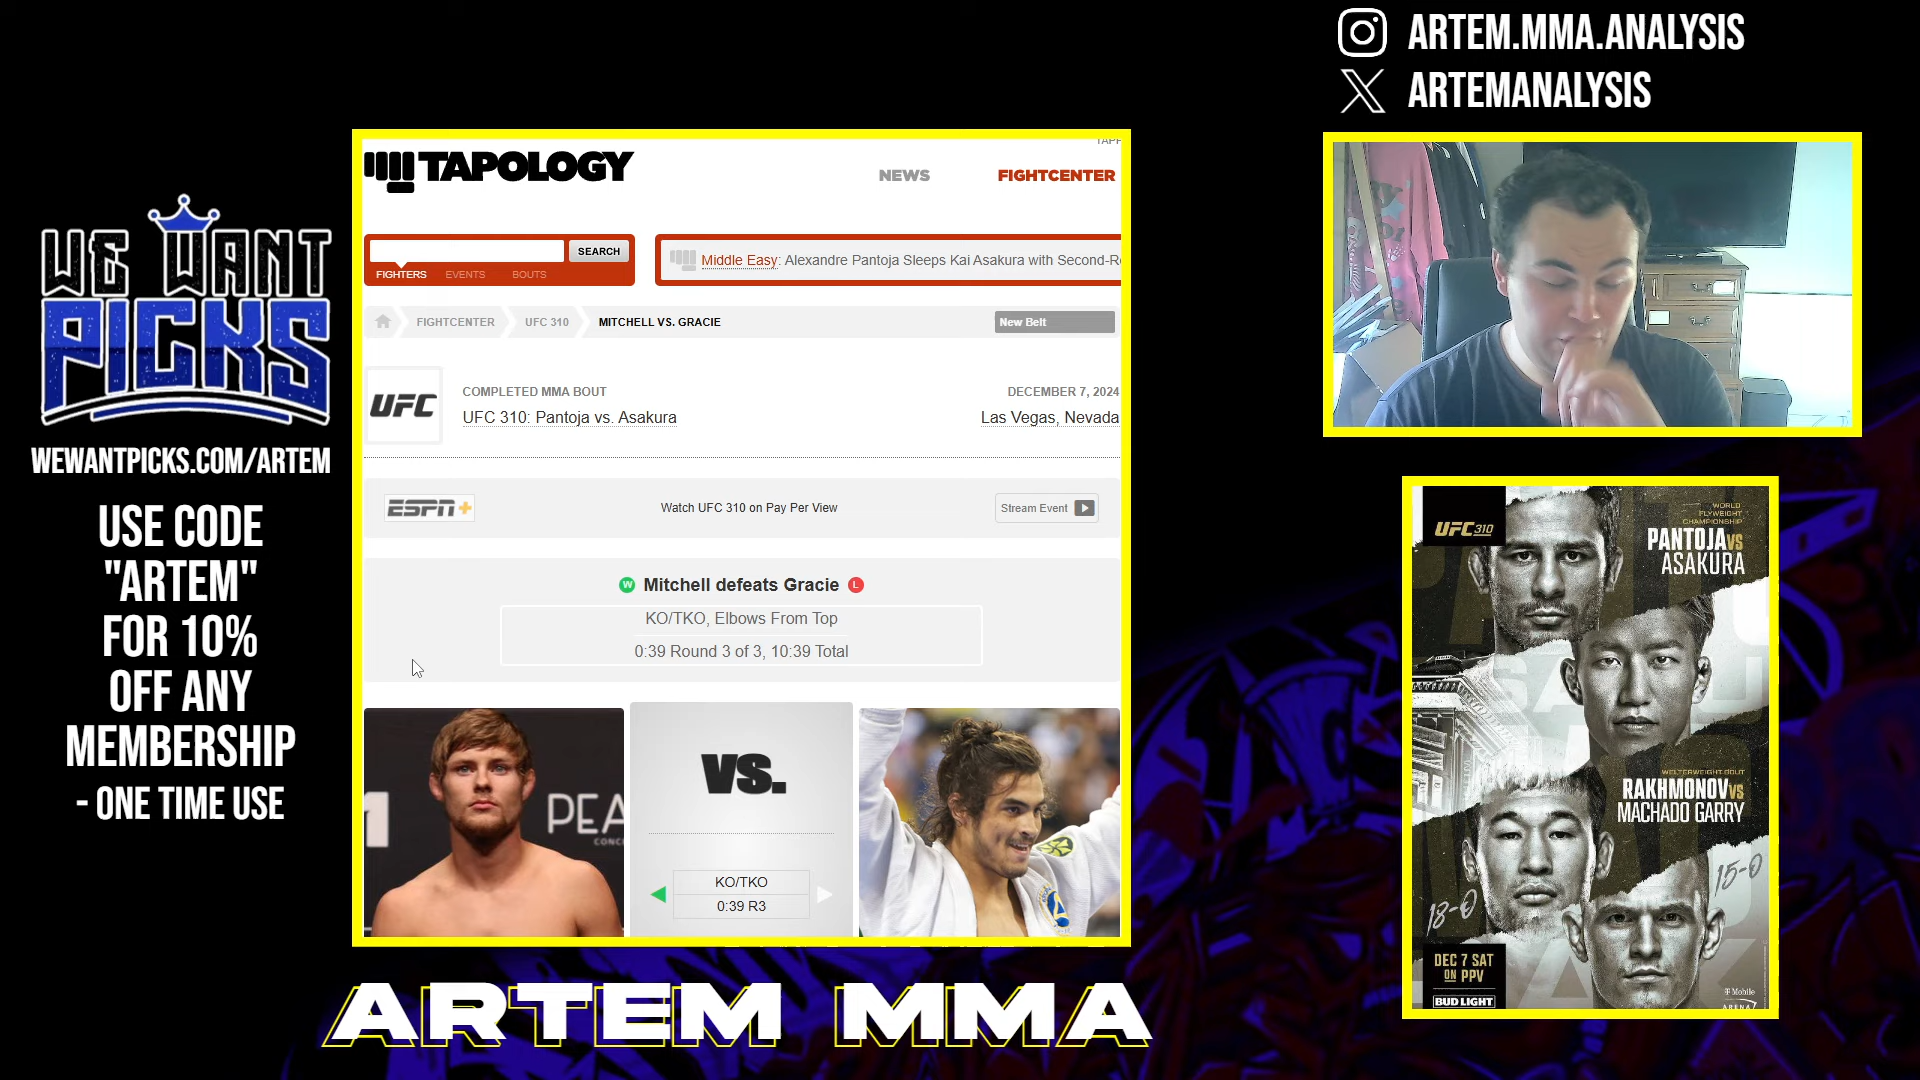 ARTEM.MMA.ANALYSIS
ARTEMANALYSIS
WE WANT
PICKS
WEWANTPICKS.COM/ARTEM
USE CODE
"ARTEM"
FOR 10%
OFF ANY
MEMBERSHIP
- ONE TIME USE
TAPOLOGY
NEWS
FIGHTCENTER
SEARCH
FIGHTERS
EVENTS
BOUTS
Middle Easy: Alexandre Pantoja Sleeps Kai Asakura with Second-R
FIGHTCENTER
UFC 310
MITCHELL VS. GRACIE
New Belt
UFC
COMPLETED MMA BOUT
DECEMBER 7, 2024
UFC 310: Pantoja vs. Asakura
Las Vegas, Nevada
ESPN+
Watch UFC 310 on Pay Per View
Stream Event
W Mitchell defeats Gracie L
KO/TKO, Elbows From Top
0:39 Round 3 of 3, 10:39 Total
PEA
CONC
VS.
KO/TKO
0:39 R3
UFC 310
WORLD
FLYWEIGHT
CHAMPIONSHIP
PANTOJA VS
ASAKURA
WELTERWEIGHT BOUT
RAKHMONOV VS
MACHADO GARRY
15-0
18-0
DEC 7 SAT
ON PPV
BUD LIGHT
T Mobile
ARENA
ARTEM MMA